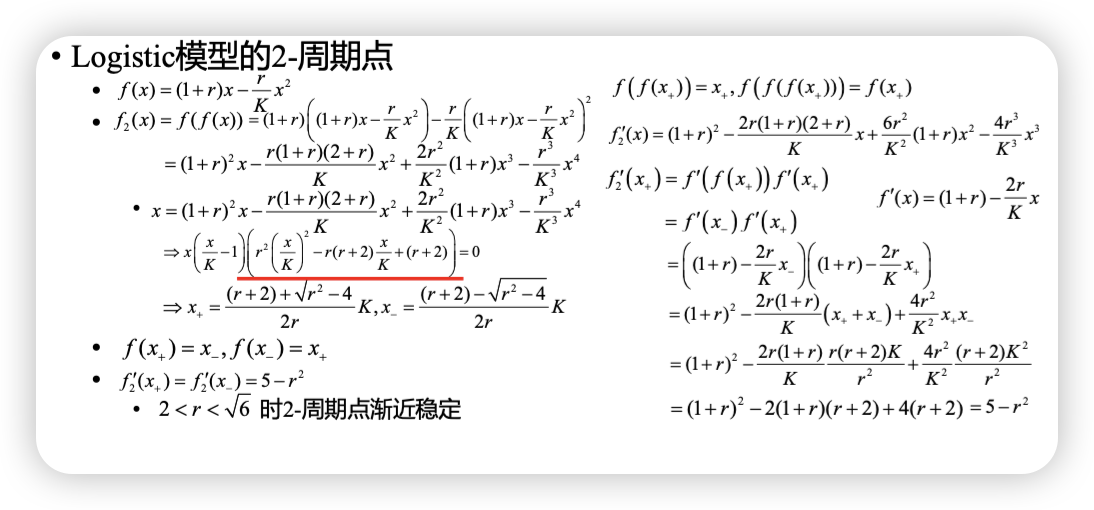 • Logistic模型的2-周期点
• f(x) = (1+r)x − \frac{r}{K}x^2
• f_2(x) = f(f(x)) = (1+r)\left((1+r)x − \frac{r}{K}x^2\right) − \frac{r}{K}\left((1+r)x − \frac{r}{K}x^2\right)^2
= (1+r)^2 x − \frac{r(1+r)(2+r)}{K}x^2 + \frac{2r^2}{K^2}(1+r)x^3 − \frac{r^3}{K^3}x^4
• x = (1+r)^2 x − \frac{r(1+r)(2+r)}{K}x^2 + \frac{2r^2}{K^2}(1+r)x^3 − \frac{r^3}{K^3}x^4
⇒ x\left(\frac{x}{K} − 1\right)\left(r^2\left(\frac{x}{K}\right)^2 − r(r+2)\frac{x}{K} + (r+2)\right) = 0
⇒ x_+ = \frac{(r+2)+\sqrt{r^2−4}}{2r}K, x_− = \frac{(r+2)−\sqrt{r^2−4}}{2r}K
• f(x_+) = x_−, f(x_−) = x_+
• f_2′(x_+) = f_2′(x_−) = 5 − r^2
• 2 < r < \sqrt{6} 时2-周期点渐近稳定
f(f(x_+)) = x_+, f(f(f(x_+))) = f(x_+)
f_2′(x) = (1+r)^2 − \frac{2r(1+r)(2+r)}{K}x + \frac{6r^2}{K^2}(1+r)x^2 − \frac{4r^3}{K^3}x^3
f_2′(x_+) = f′(f(x_+))f′(x_+)
f′(x) = (1+r) − \frac{2r}{K}x
= f′(x_−)f′(x_+)
= \left((1+r) − \frac{2r}{K}x_−\right)\left((1+r) − \frac{2r}{K}x_+\right)
= (1+r)^2 − \frac{2r(1+r)}{K}(x_+ + x_−) + \frac{4r^2}{K^2}x_+x_−
= (1+r)^2 − \frac{2r(1+r)}{K}\frac{r(r+2)K}{r^2} + \frac{4r^2}{K^2}\frac{(r+2)K^2}{r^2}
= (1+r)^2 − 2(1+r)(r+2) + 4(r+2) = 5 − r^2